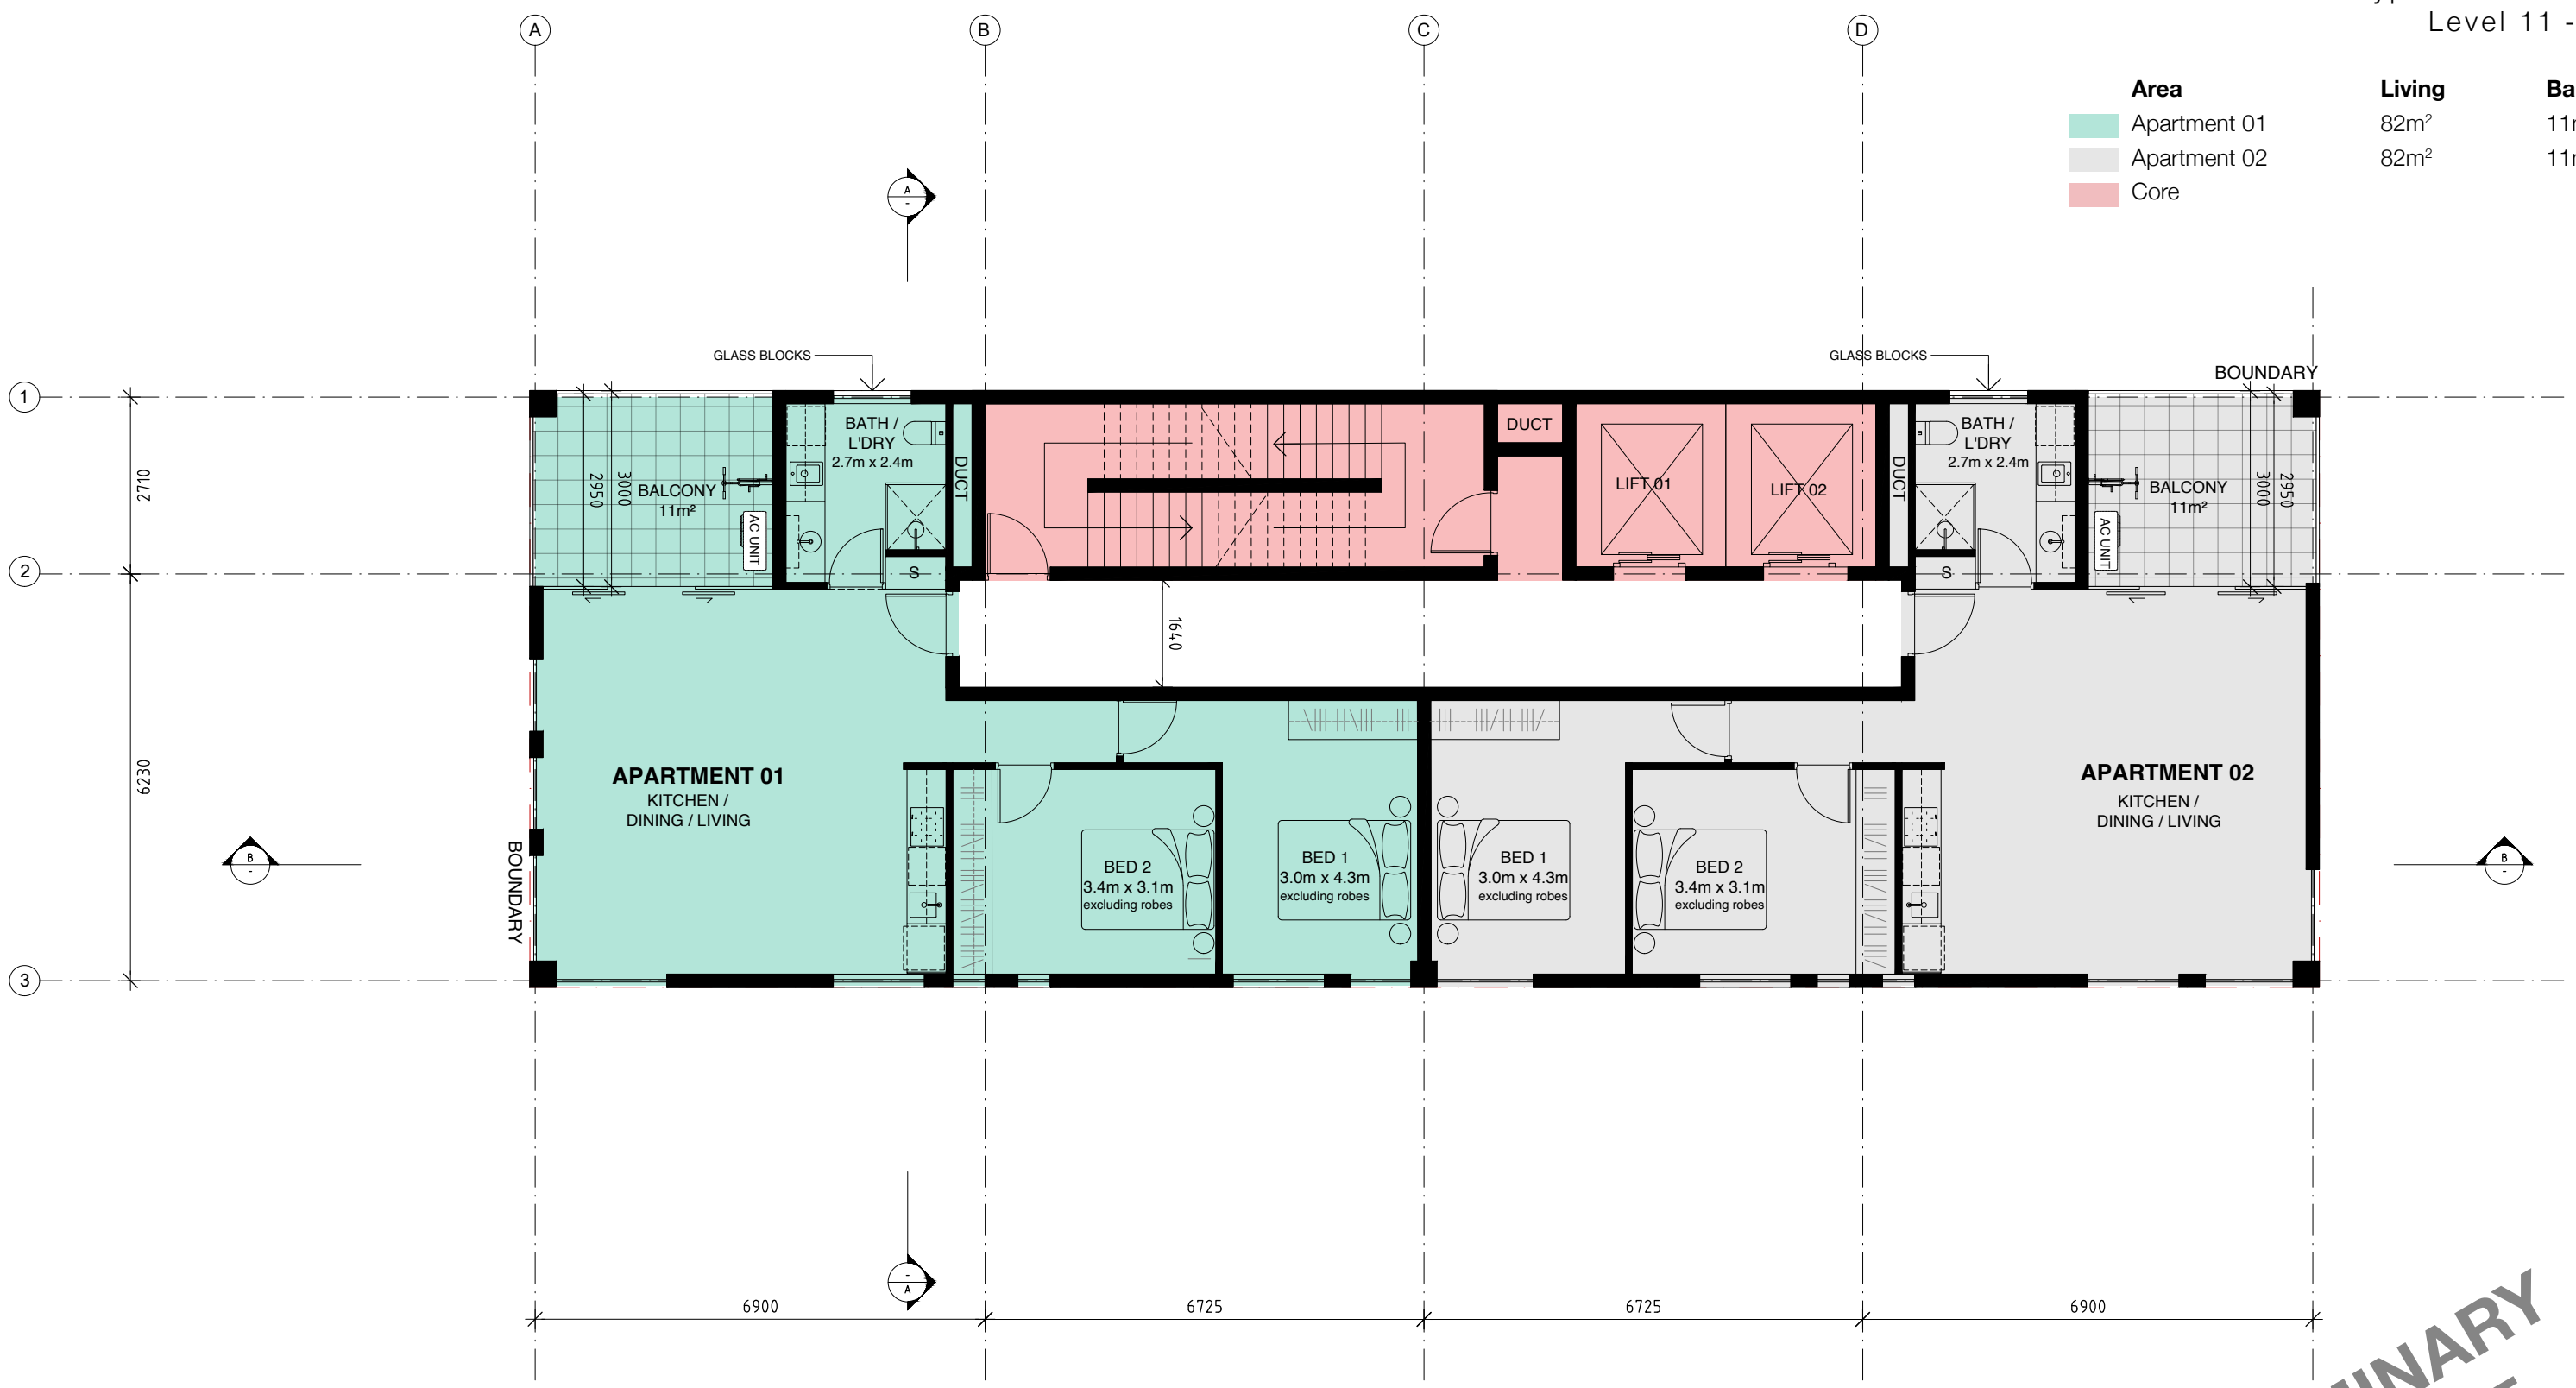 Level 11 -
A
B
C
D
Area Living Ba
Apartment 01 82m² 11m
Apartment 02 82m² 11m
Core
A
-
GLASS BLOCKS
GLASS BLOCKS
BOUNDARY
1
2
3
2710
6230
2950
3000
BALCONY
11m²
AC UNIT
BATH /
L'DRY
2.7m x 2.4m
S
DUCT
DUCT
LIFT 01
LIFT 02
DUCT
BATH /
L'DRY
2.7m x 2.4m
S
AC UNIT
BALCONY
11m²
3000
2950
1640
APARTMENT 01
KITCHEN /
DINING / LIVING
BED 2
3.4m x 3.1m
excluding robes
BED 1
3.0m x 4.3m
excluding robes
BED 1
3.0m x 4.3m
excluding robes
BED 2
3.4m x 3.1m
excluding robes
APARTMENT 02
KITCHEN /
DINING / LIVING
BOUNDARY
B
-
B
-
-
A
6900
6725
6725
6900
INARY